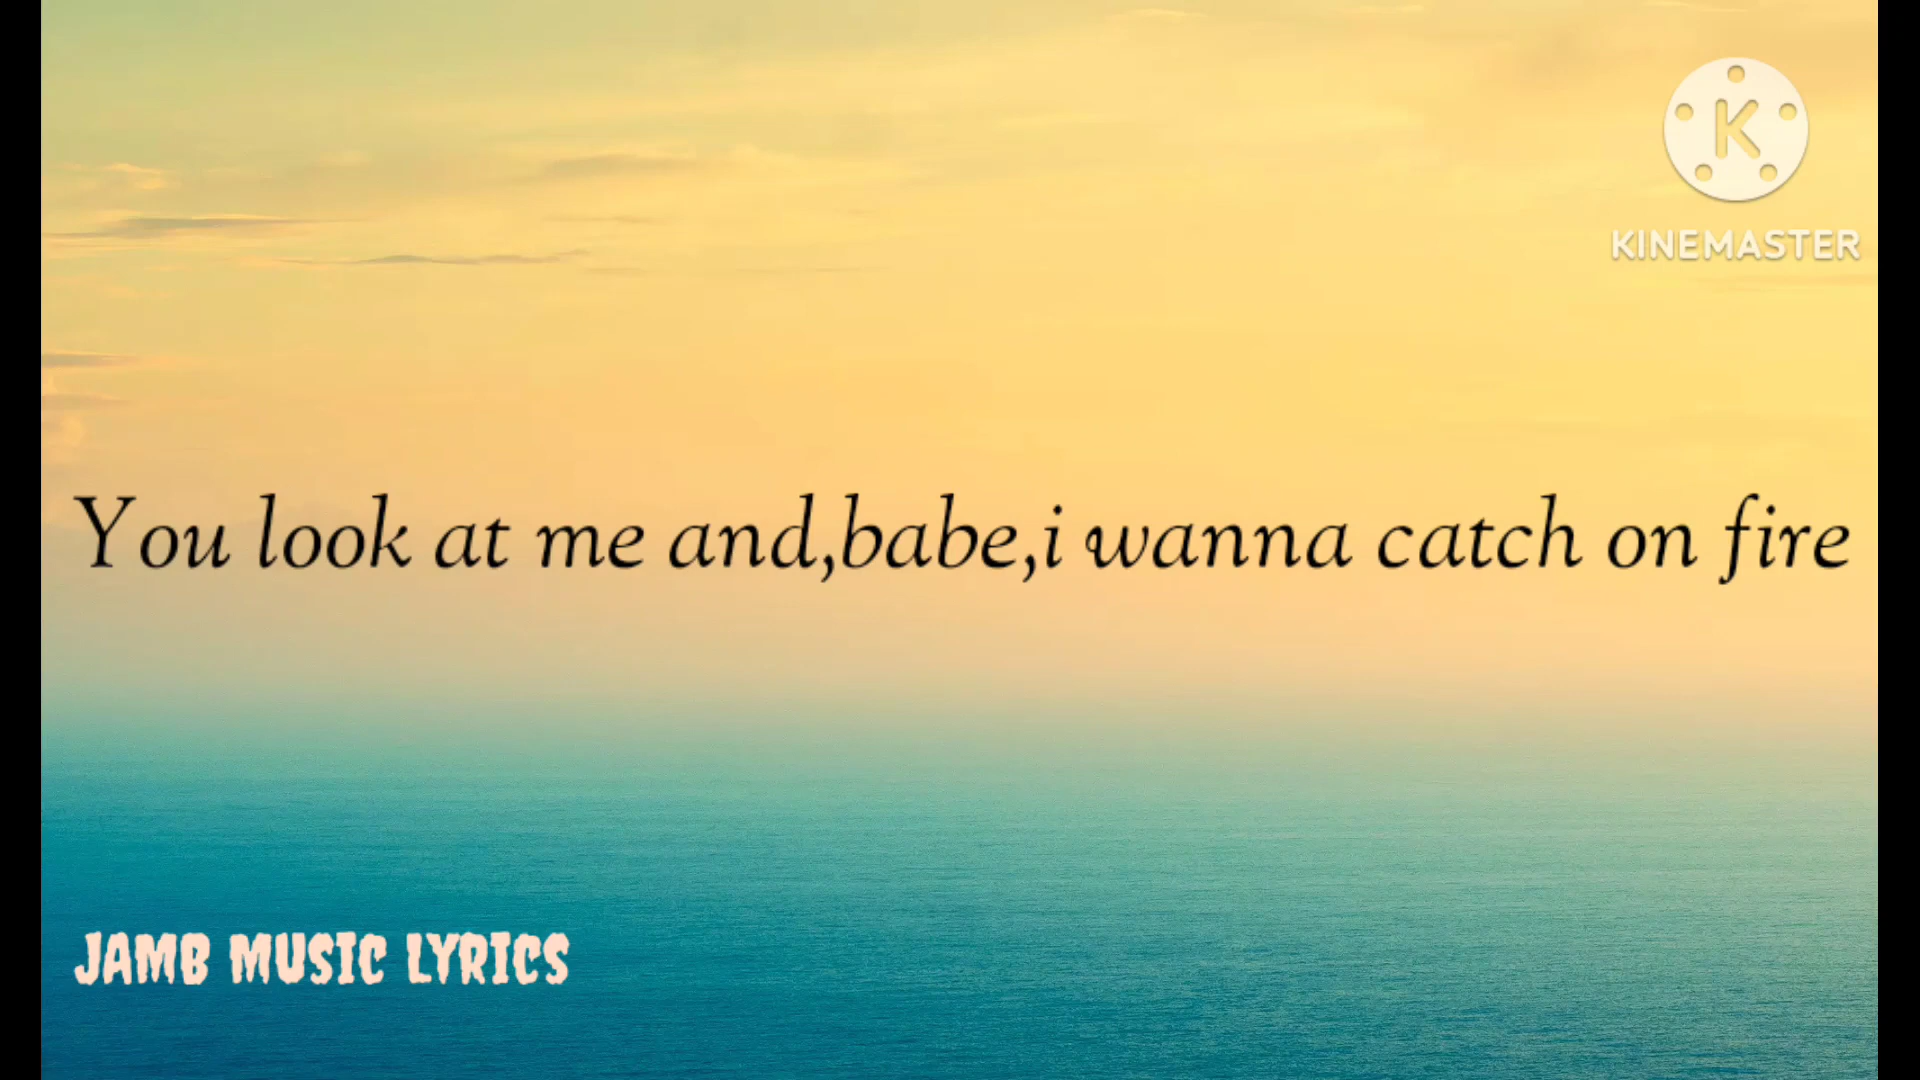 K
KINEMASTER
You look at me and,babe,i wanna catch on fire
JAMB MUSIC LYRICS